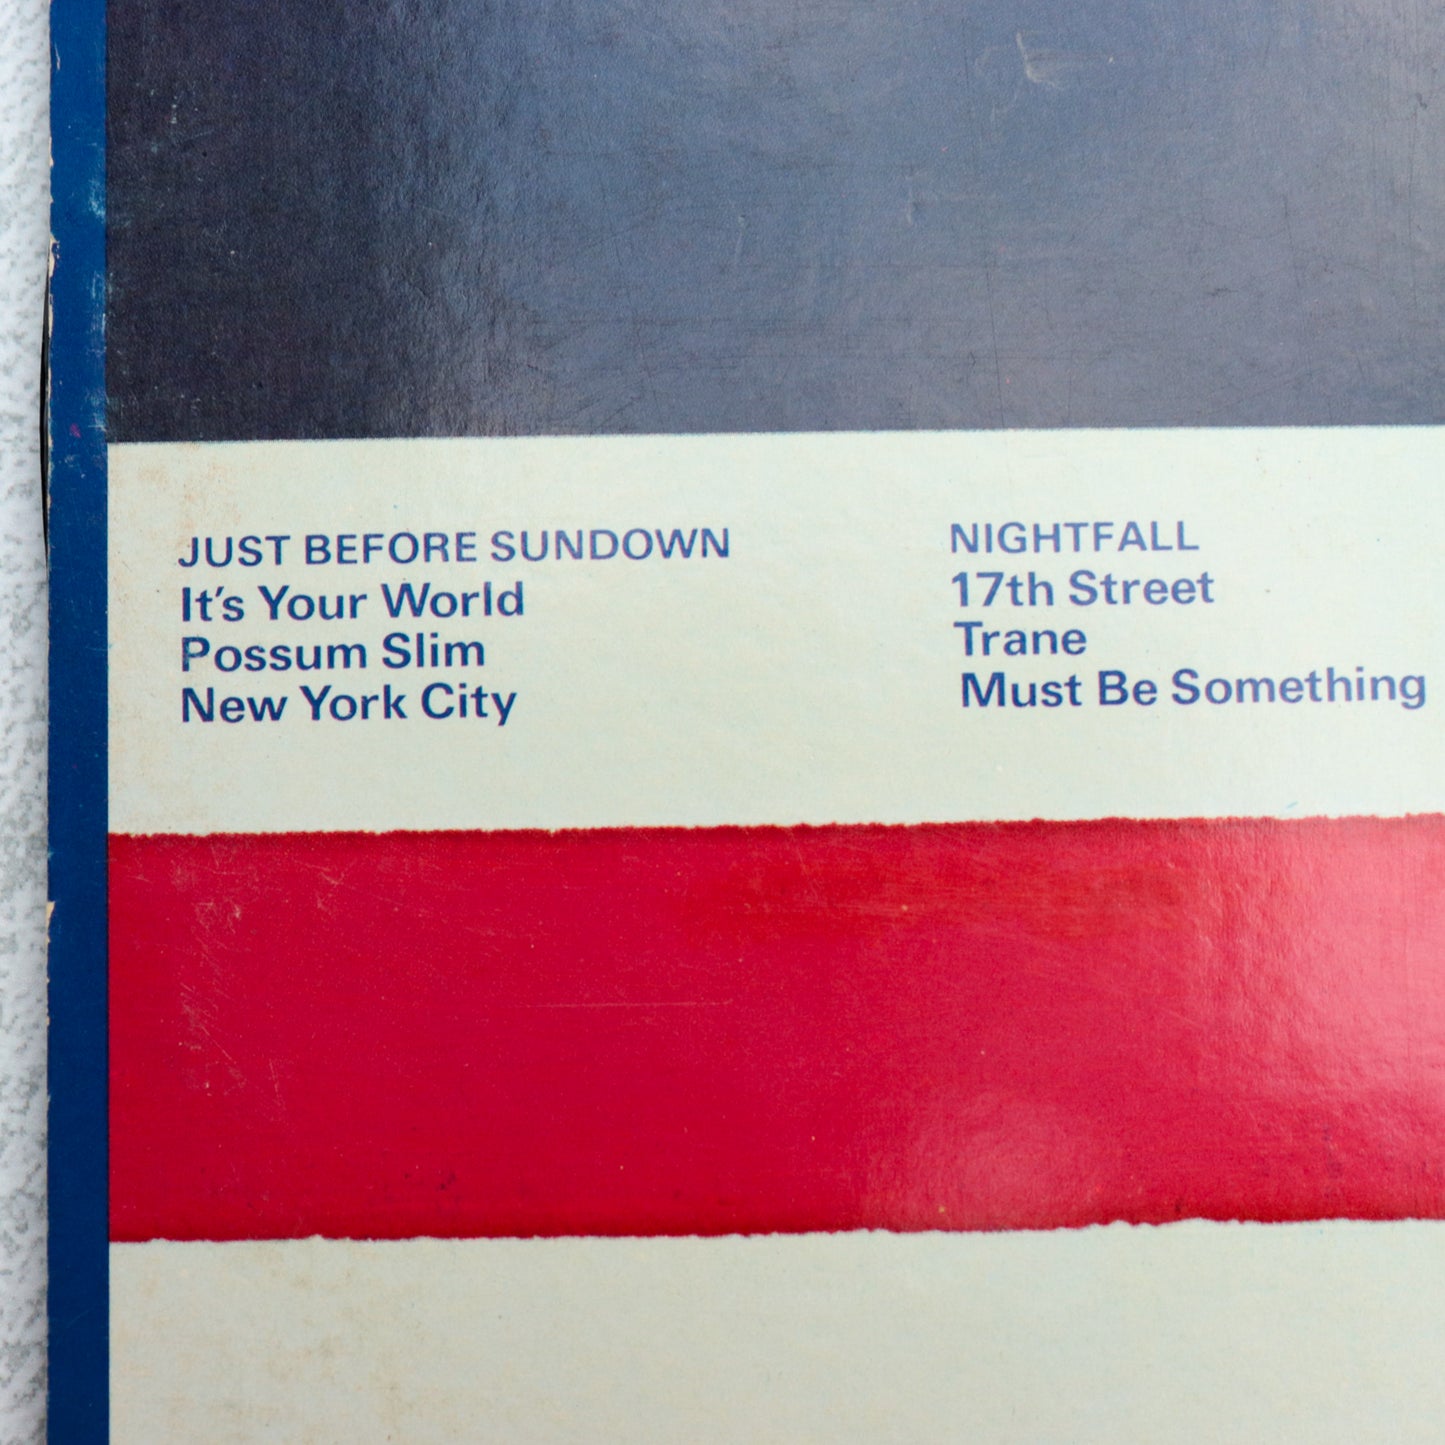 JUST BEFORE SUNDOWN
It's Your World
Possum Slim
New York City
NIGHTFALL
17th Street
Trane
Must Be Something